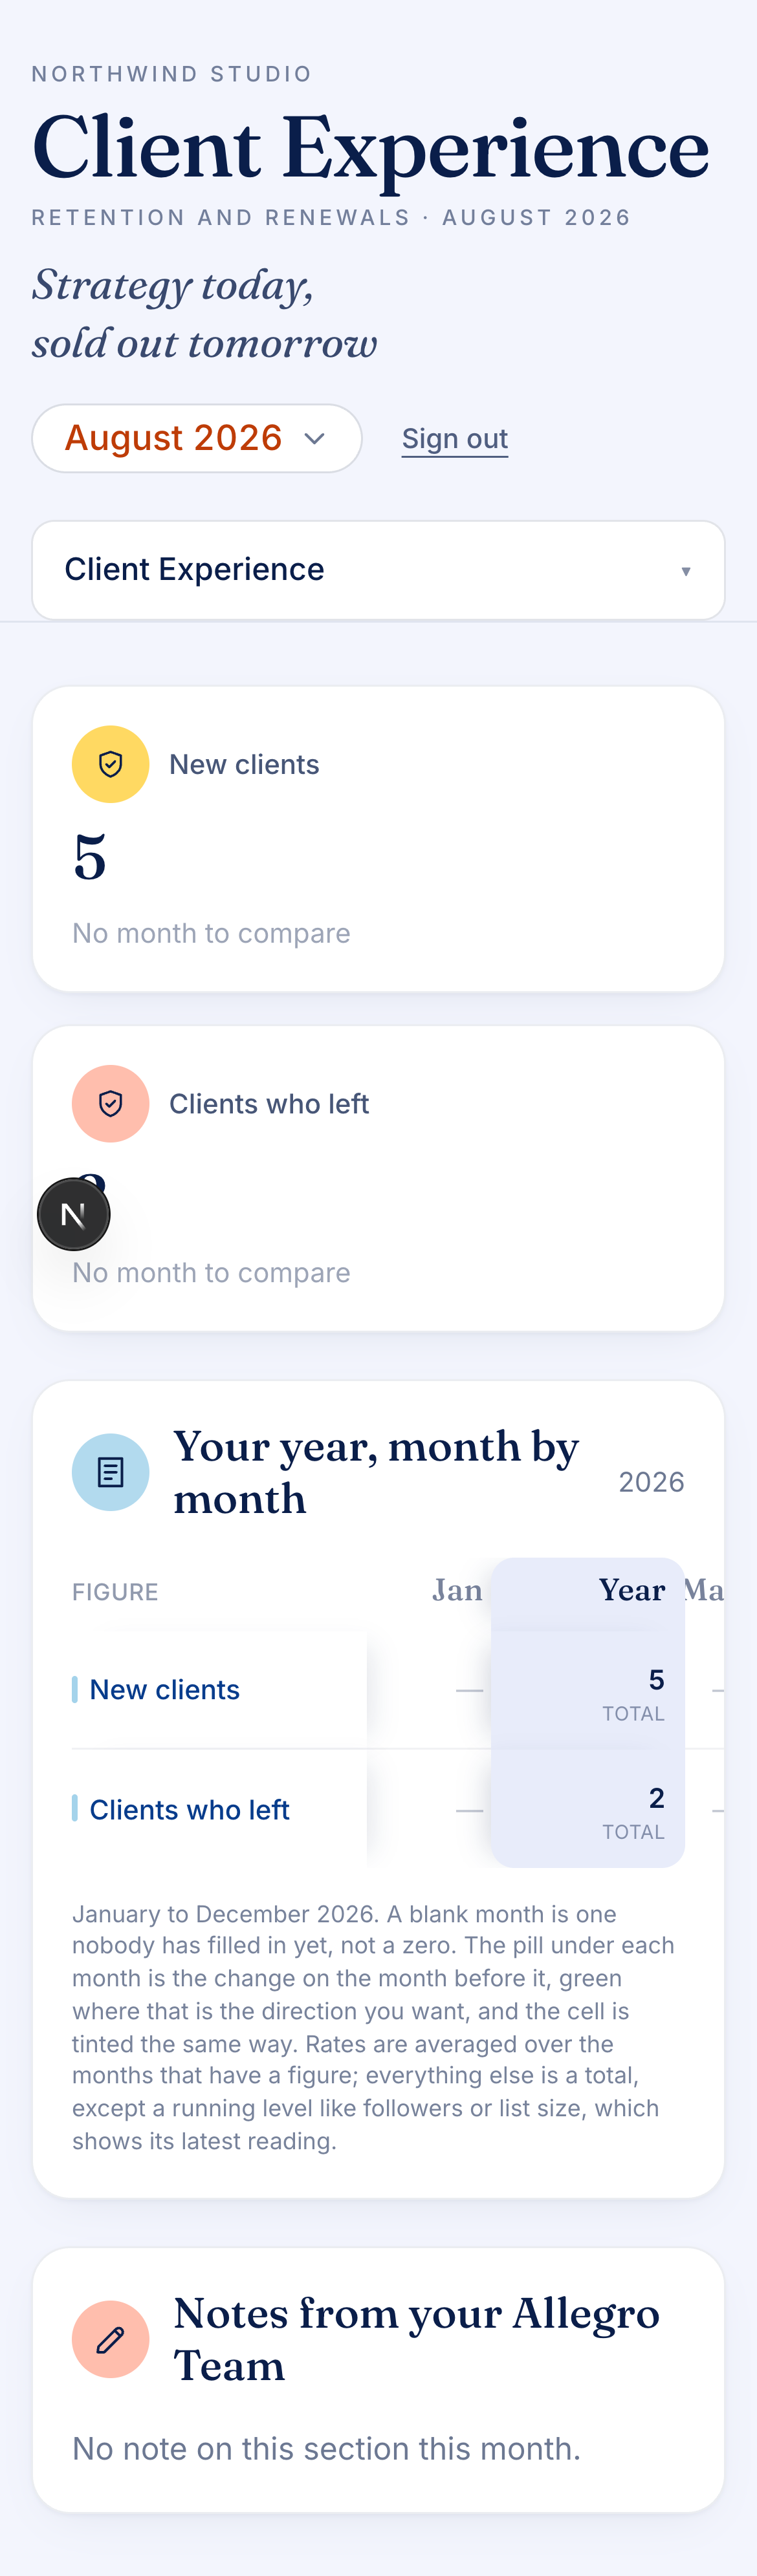 NORTHWIND STUDIO
Client Experience
RETENTION AND RENEWALS · AUGUST 2026
Strategy today,
sold out tomorrow
August 2026
Sign out
Client Experience
New clients
5
No month to compare
Clients who left
N
No month to compare
Your year, month by
month
2026
FIGURE Jan Year Ma
New clients — 5 —
TOTAL
Clients who left — 2 —
TOTAL
January to December 2026. A blank month is one
nobody has filled in yet, not a zero. The pill under each
month is the change on the month before it, green
where that is the direction you want, and the cell is
tinted the same way. Rates are averaged over the
months that have a figure; everything else is a total,
except a running level like followers or list size, which
shows its latest reading.
Notes from your Allegro
Team
No note on this section this month.